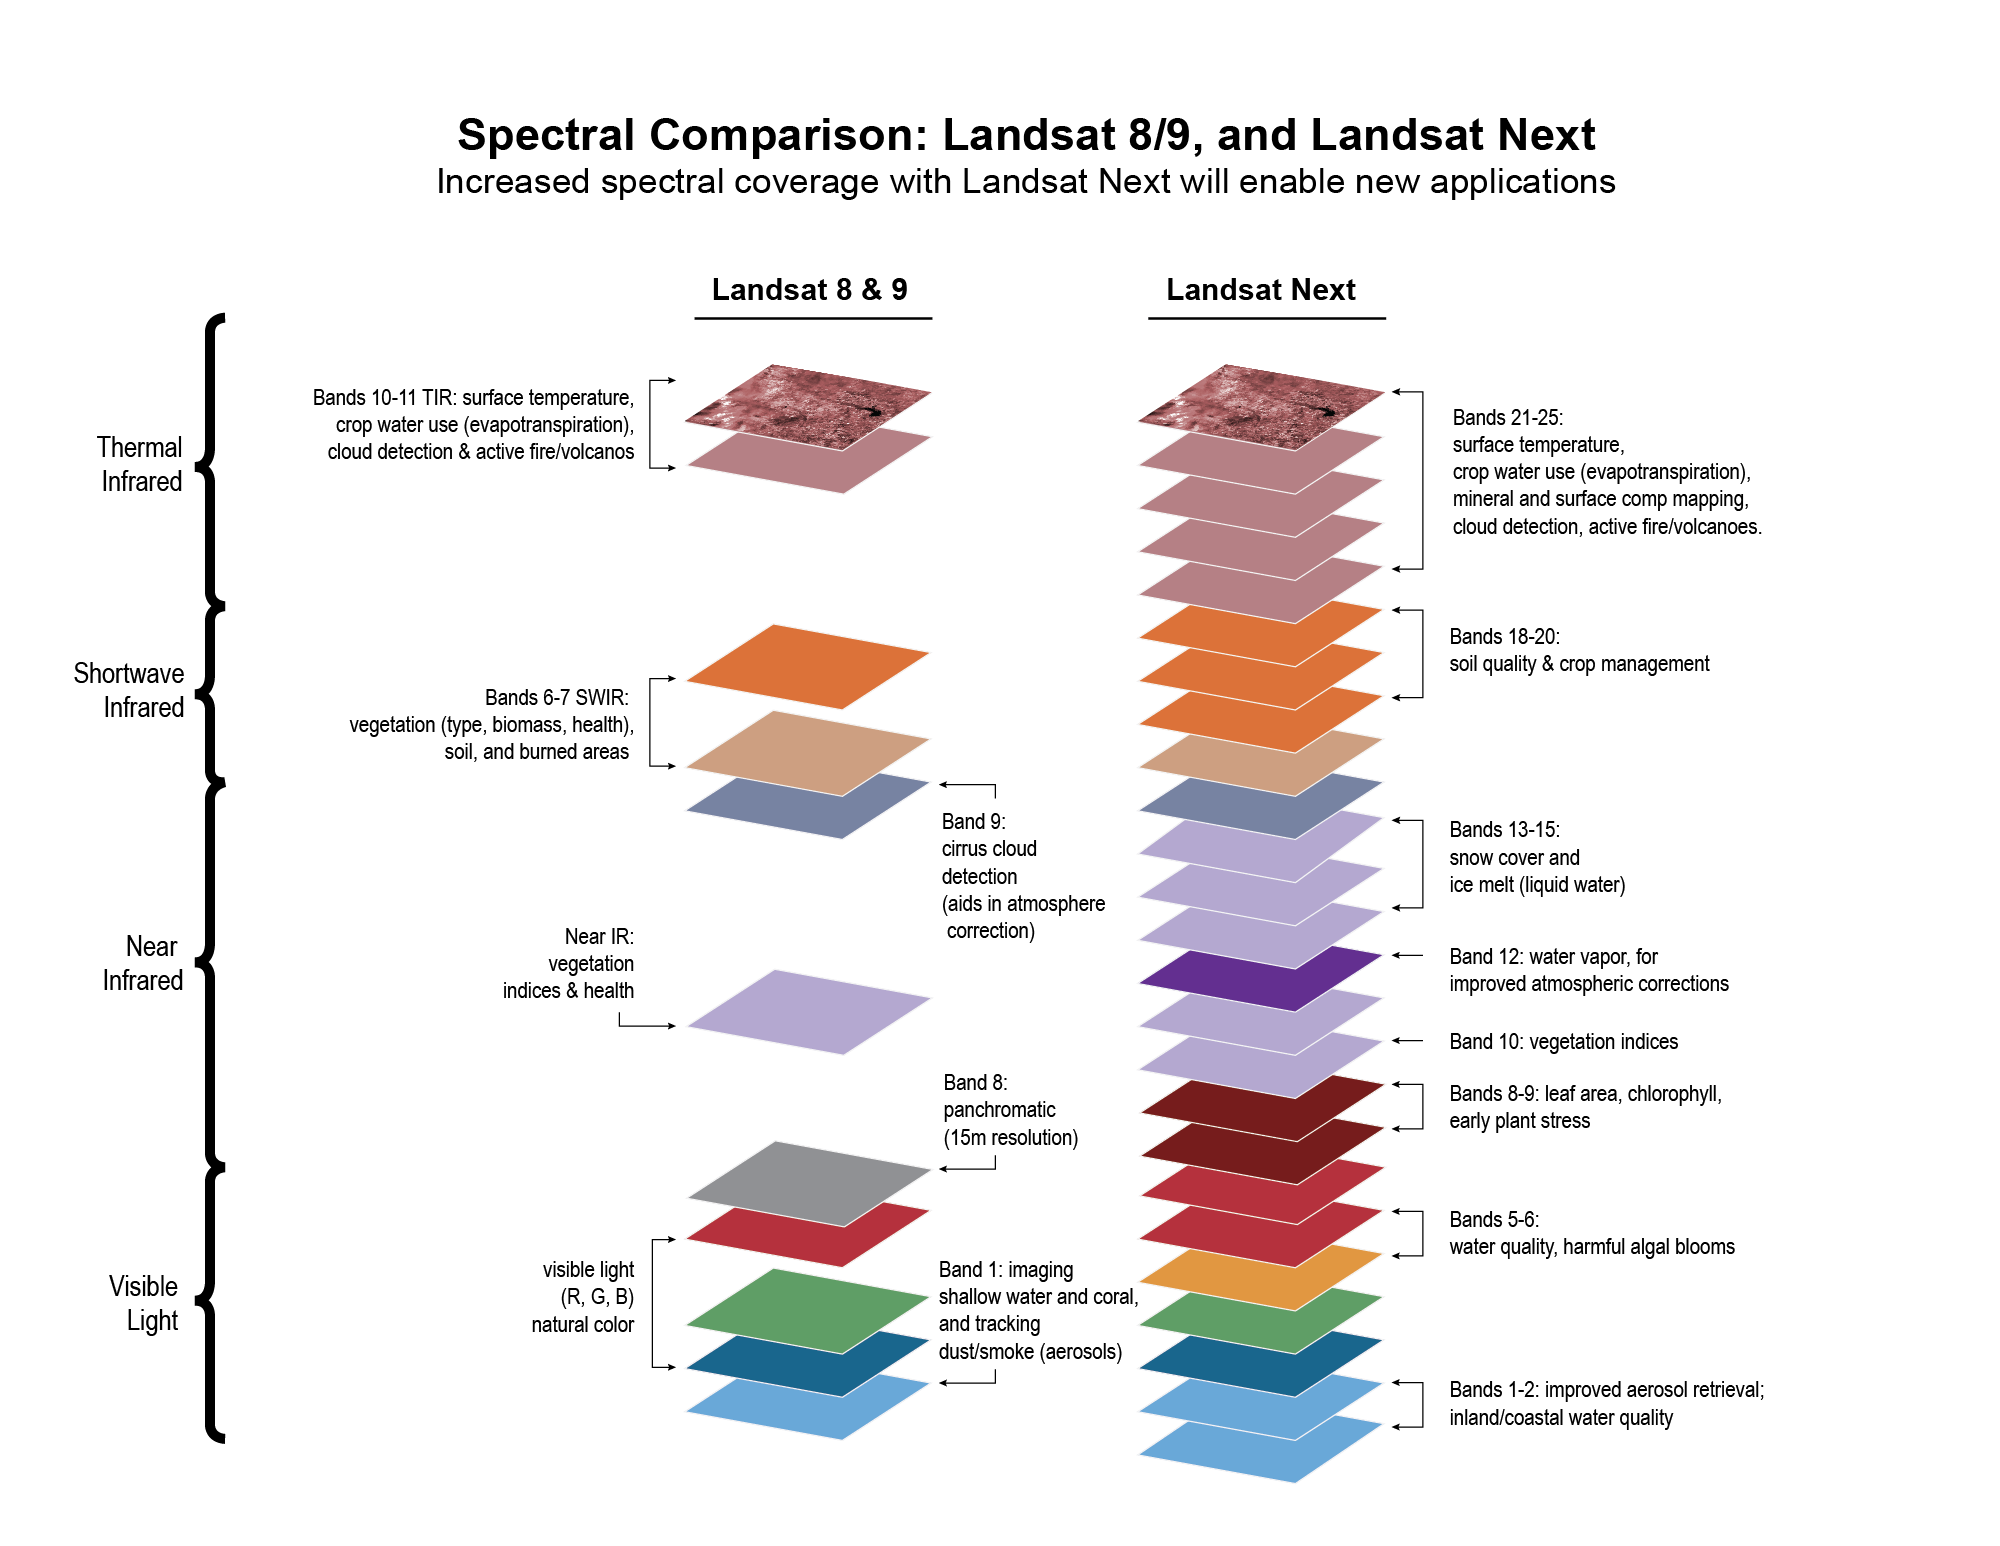 Spectral Comparison: Landsat 8/9, and Landsat Next
Increased spectral coverage with Landsat Next will enable new applications
Landsat 8 & 9
Landsat Next
Thermal
Infrared
Shortwave
Infrared
Near
Infrared
Visible
Light
Bands 10-11 TIR: surface temperature,
crop water use (evapotranspiration),
cloud detection & active fire/volcanos
Bands 6-7 SWIR:
vegetation (type, biomass, health),
soil, and burned areas
Band 9:
cirrus cloud
detection
(aids in atmosphere
correction)
Near IR:
vegetation
indices & health
Band 8:
panchromatic
(15m resolution)
visible light
(R, G, B)
natural color
Band 1: imaging
shallow water and coral,
and tracking
dust/smoke (aerosols)
Bands 21-25:
surface temperature,
crop water use (evapotranspiration),
mineral and surface comp mapping,
cloud detection, active fire/volcanoes.
Bands 18-20:
soil quality & crop management
Bands 13-15:
snow cover and
ice melt (liquid water)
Band 12: water vapor, for
improved atmospheric corrections
Band 10: vegetation indices
Bands 8-9: leaf area, chlorophyll,
early plant stress
Bands 5-6:
water quality, harmful algal blooms
Bands 1-2: improved aerosol retrieval;
inland/coastal water quality